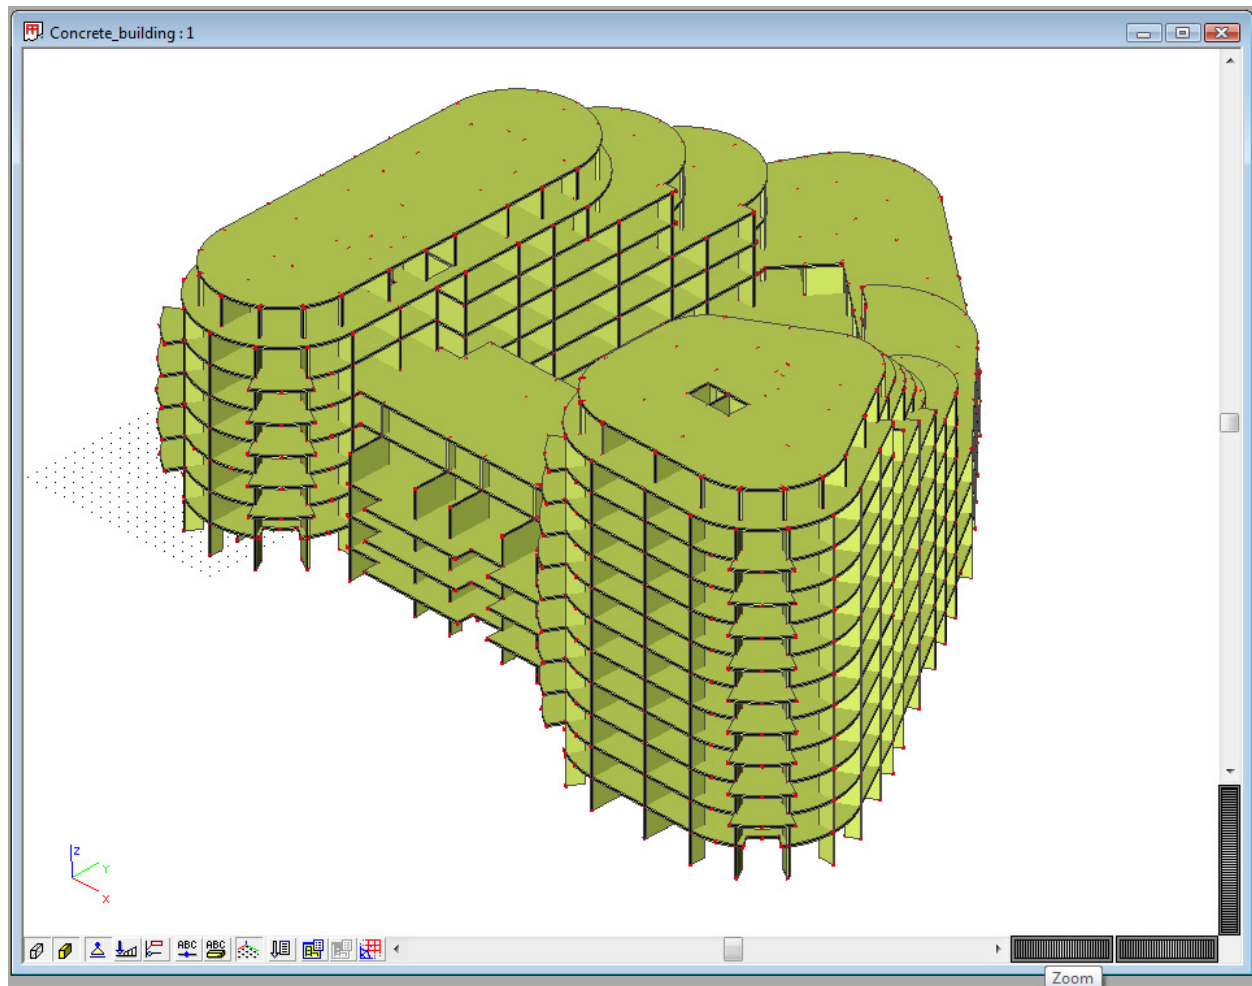 Concrete_building : 1
Z
Y
X
ABC
ABC
Zoom